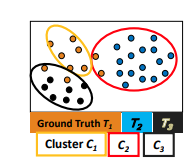 Ground Truth T₁ T₂ T₃
Cluster C₁ C₂ C₃